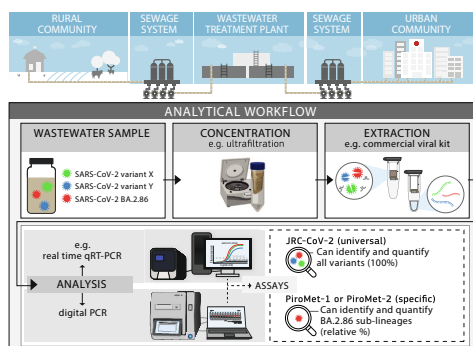 RURAL
COMMUNITY
SEWAGE
SYSTEM
WASTEWATER
TREATMENT PLANT
SEWAGE
SYSTEM
URBAN
COMMUNITY
ANALYTICAL WORKFLOW
WASTEWATER SAMPLE
SARS-CoV-2 variant X
SARS-CoV-2 variant Y
SARS-CoV-2 BA.2.86
CONCENTRATION
e.g. ultrafiltration
EXTRACTION
e.g. commercial viral kit
e.g.
real time qRT-PCR
ANALYSIS
digital PCR
ASSAYS
JRC-CoV-2 (universal)
Can identify and quantify
all variants (100%)
PiroMet-1 or PiroMet-2 (specific)
Can identify and quantify
BA.2.86 sub-lineages
(relative %)